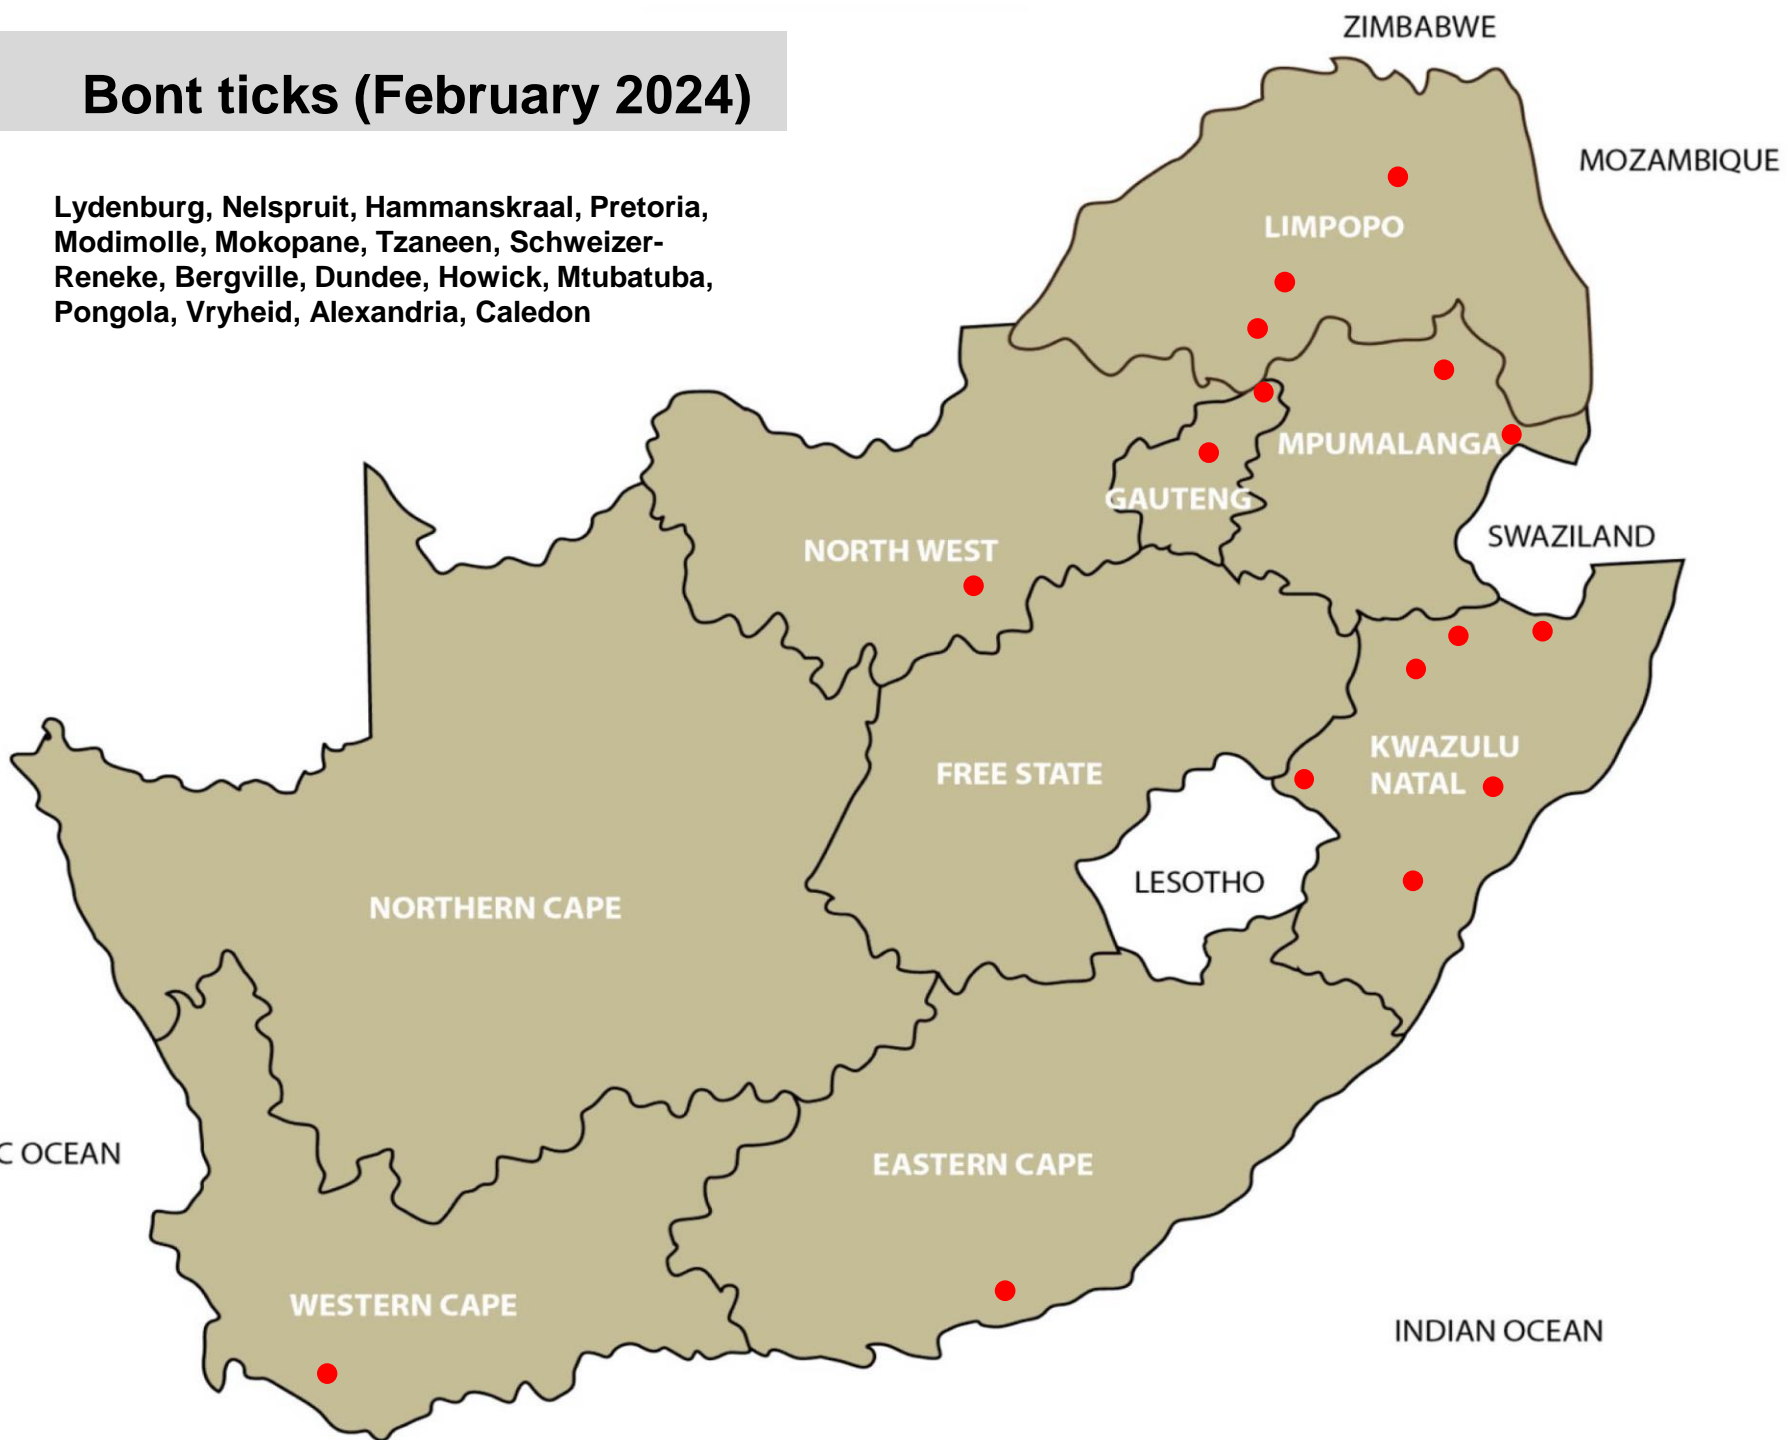 ZIMBABWE
Bont ticks (February 2024)
MOZAMBIQUE
Lydenburg, Nelspruit, Hammanskraal, Pretoria,
Modimolle, Mokopane, Tzaneen, Schweizer-
Reneke, Bergville, Dundee, Howick, Mtubatuba,
Pongola, Vryheid, Alexandria, Caledon
LIMPOPO
MPUMALANGA
GAUTENG
NORTH WEST
SWAZILAND
KWAZULU
NATAL
FREE STATE
LESOTHO
NORTHERN CAPE
C OCEAN
EASTERN CAPE
WESTERN CAPE
INDIAN OCEAN